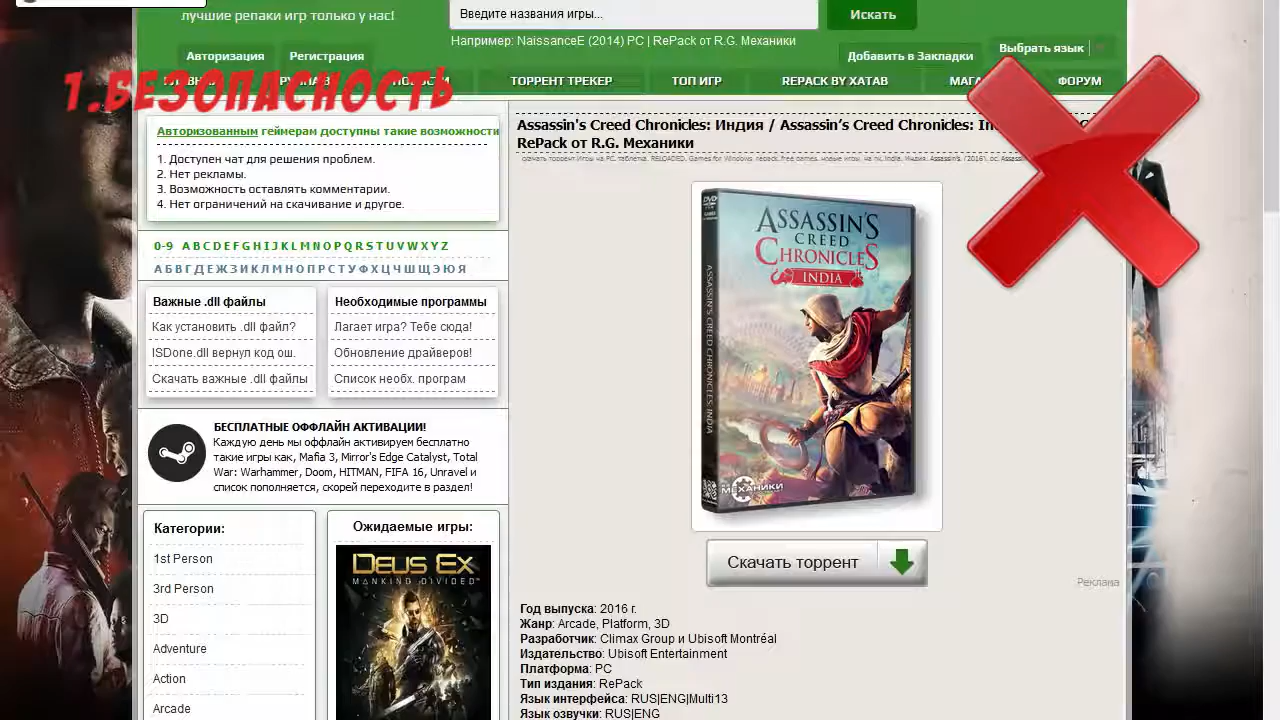 лучшие репаки игр только у нас!
Введите названия игры...
Искать
Например: NaissanceE (2014) PC | RePack от R.G. Механики
Авторизация
Регистрация
Добавить в Закладки
Выбрать язык
ТОРРЕНТ ТРЕКЕР
ТОП ИГР
REPACK BY XATAB
ФОРУМ
1.БЕЗОПАСНОСТЬ
Авторизованным геймерам доступны такие возможности
1. Доступен чат для решения проблем.
2. Нет рекламы.
3. Возможность оставлять комментарии.
4. Нет ограничений на скачивание и другое.
0-9 A B C D E F G H I J K L M N O P Q R S T U V W X Y Z
А Б В Г Д Е Ж З И К Л М Н О П Р С Т У Ф Х Ц Ч Ш Щ Э Ю Я
Важные .dll файлы
Как установить .dll файл?
ISDone.dll вернул код ош.
Скачать важные .dll файлы
Необходимые программы
Лагает игра? Тебе сюда!
Обновление драйверов!
Список необх. програм
БЕСПЛАТНЫЕ ОФФЛАЙН АКТИВАЦИИ!
Каждую день мы оффлайн активируем бесплатно
такие игры как, Mafia 3, Mirror's Edge Catalyst, Total
War: Warhammer, Doom, HITMAN, FIFA 16, Unravel и
список пополняется, скорей переходите в раздел!
Категории:
1st Person
3rd Person
3D
Adventure
Action
Arcade
Ожидаемые игры:
DEUS EX
MANKIND DIVIDED
Assassin's Creed Chronicles: Индия / Assassin's Creed Chronicles:
RePack от R.G. Механики
ASSASSIN'S
CREED
CHRONICLES
INDIA
ASSASSIN'S CREED CHRONICLES: INDIA
МЕХАНИКИ
Скачать торрент
Реклама
Год выпуска: 2016 г.
Жанр: Arcade, Platform, 3D
Разработчик: Climax Group и Ubisoft Montréal
Издательство: Ubisoft Entertainment
Платформа: PC
Тип издания: RePack
Язык интерфейса: RUS|ENG|Multi13
Язык озвучки: RUS|ENG